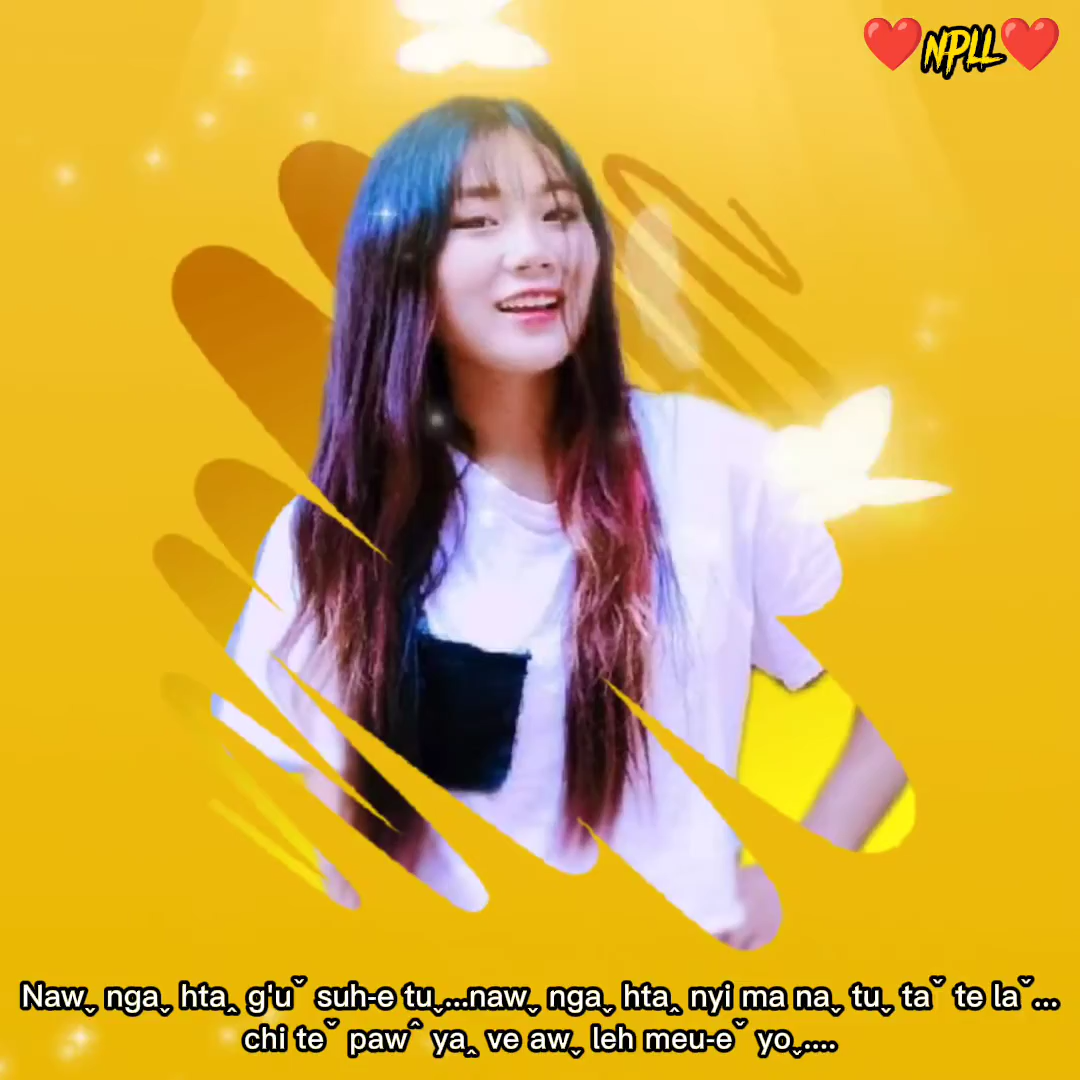 ❤️NPLL❤️
Naw˯ nga˯ hta˰ g'uˇ suh-e tu˯...naw˯ nga˯ hta˰ nyi ma na˯ tu˯ taˇ te laˇ...
chi teˇ pawˆ ya˰ ve aw˯ leh meu-eˇ yo˯....